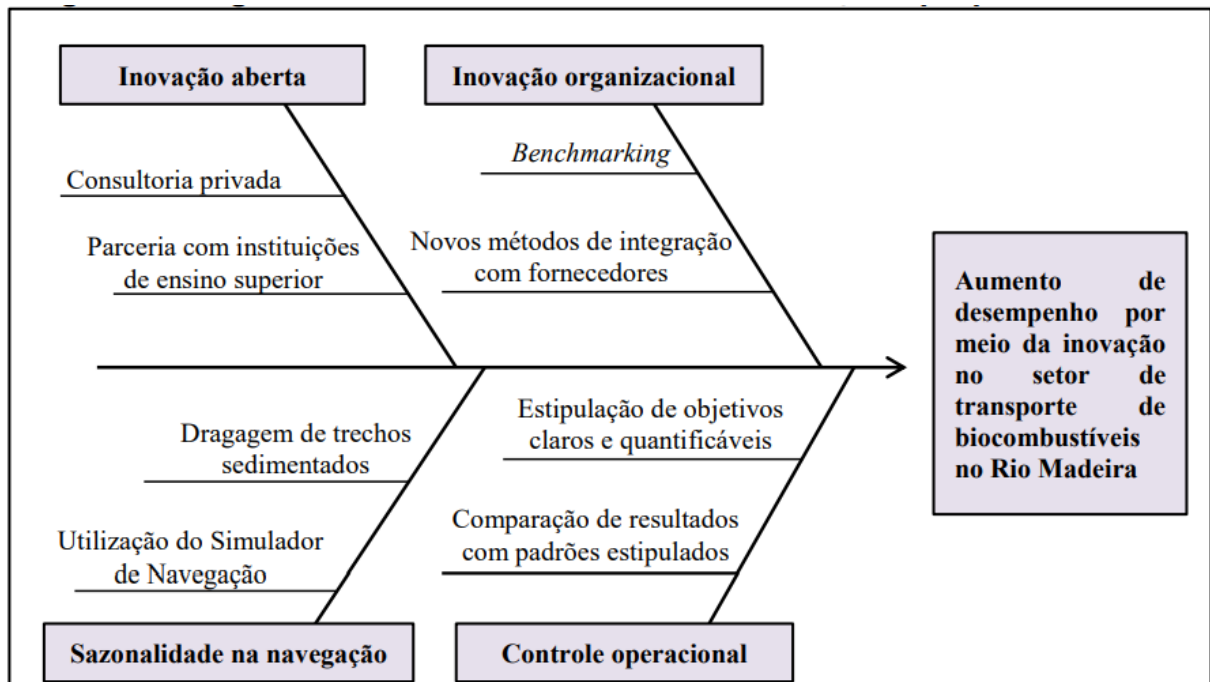 Inovação aberta
Inovação organizacional
Consultoria privada
Parceria com instituições
de ensino superior
Benchmarking
Novos métodos de integração
com fornecedores
Aumento de
desempenho por
meio da inovação
no setor de
transporte de
biocombustíveis
no Rio Madeira
Dragagem de trechos
sedimentados
Utilização do Simulador
de Navegação
Estipulação de objetivos
claros e quantificáveis
Comparação de resultados
com padrões estipulados
Sazonalidade na navegação
Controle operacional